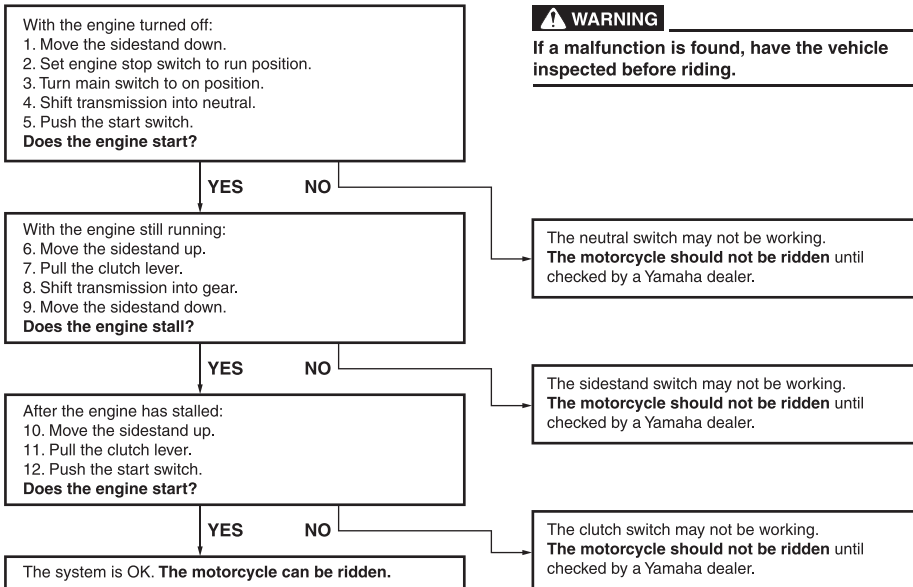 With the engine turned off:
1. Move the sidestand down.
2. Set engine stop switch to run position.
3. Turn main switch to on position.
4. Shift transmission into neutral.
5. Push the start switch.
Does the engine start?
WARNING
If a malfunction is found, have the vehicle
inspected before riding.
YES NO
The neutral switch may not be working.
The motorcycle should not be ridden until
checked by a Yamaha dealer.
With the engine still running:
6. Move the sidestand up.
7. Pull the clutch lever.
8. Shift transmission into gear.
9. Move the sidestand down.
Does the engine stall?
YES NO
The sidestand switch may not be working.
The motorcycle should not be ridden until
checked by a Yamaha dealer.
After the engine has stalled:
10. Move the sidestand up.
11. Pull the clutch lever.
12. Push the start switch.
Does the engine start?
YES NO
The clutch switch may not be working.
The motorcycle should not be ridden until
checked by a Yamaha dealer.
The system is OK. The motorcycle can be ridden.